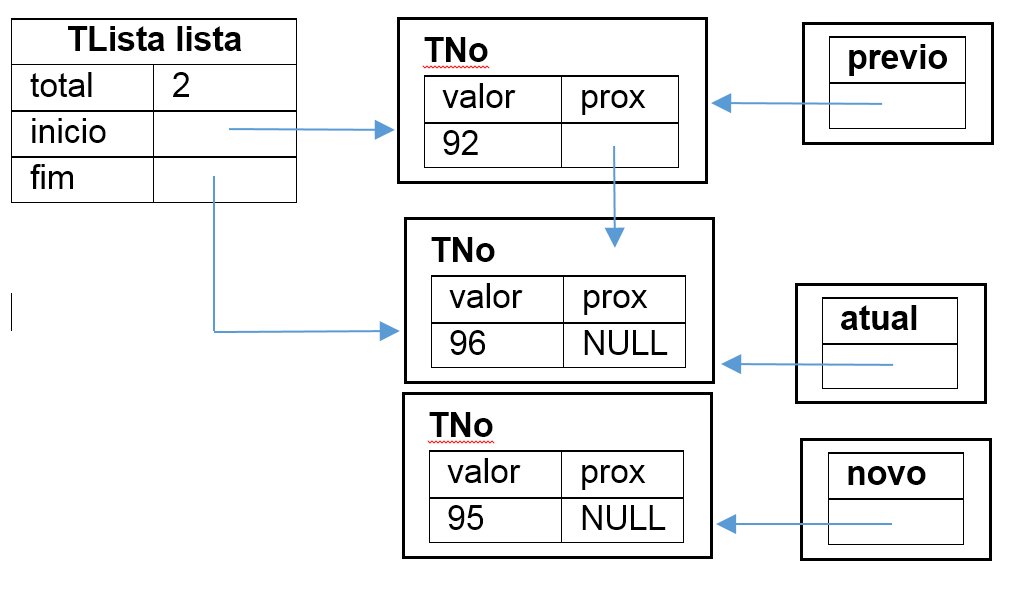 TLista lista
total 2
inicio
fim
TNo
valor prox
92
previo
TNo
valor prox
96 NULL
atual
TNo
valor prox
95 NULL
novo